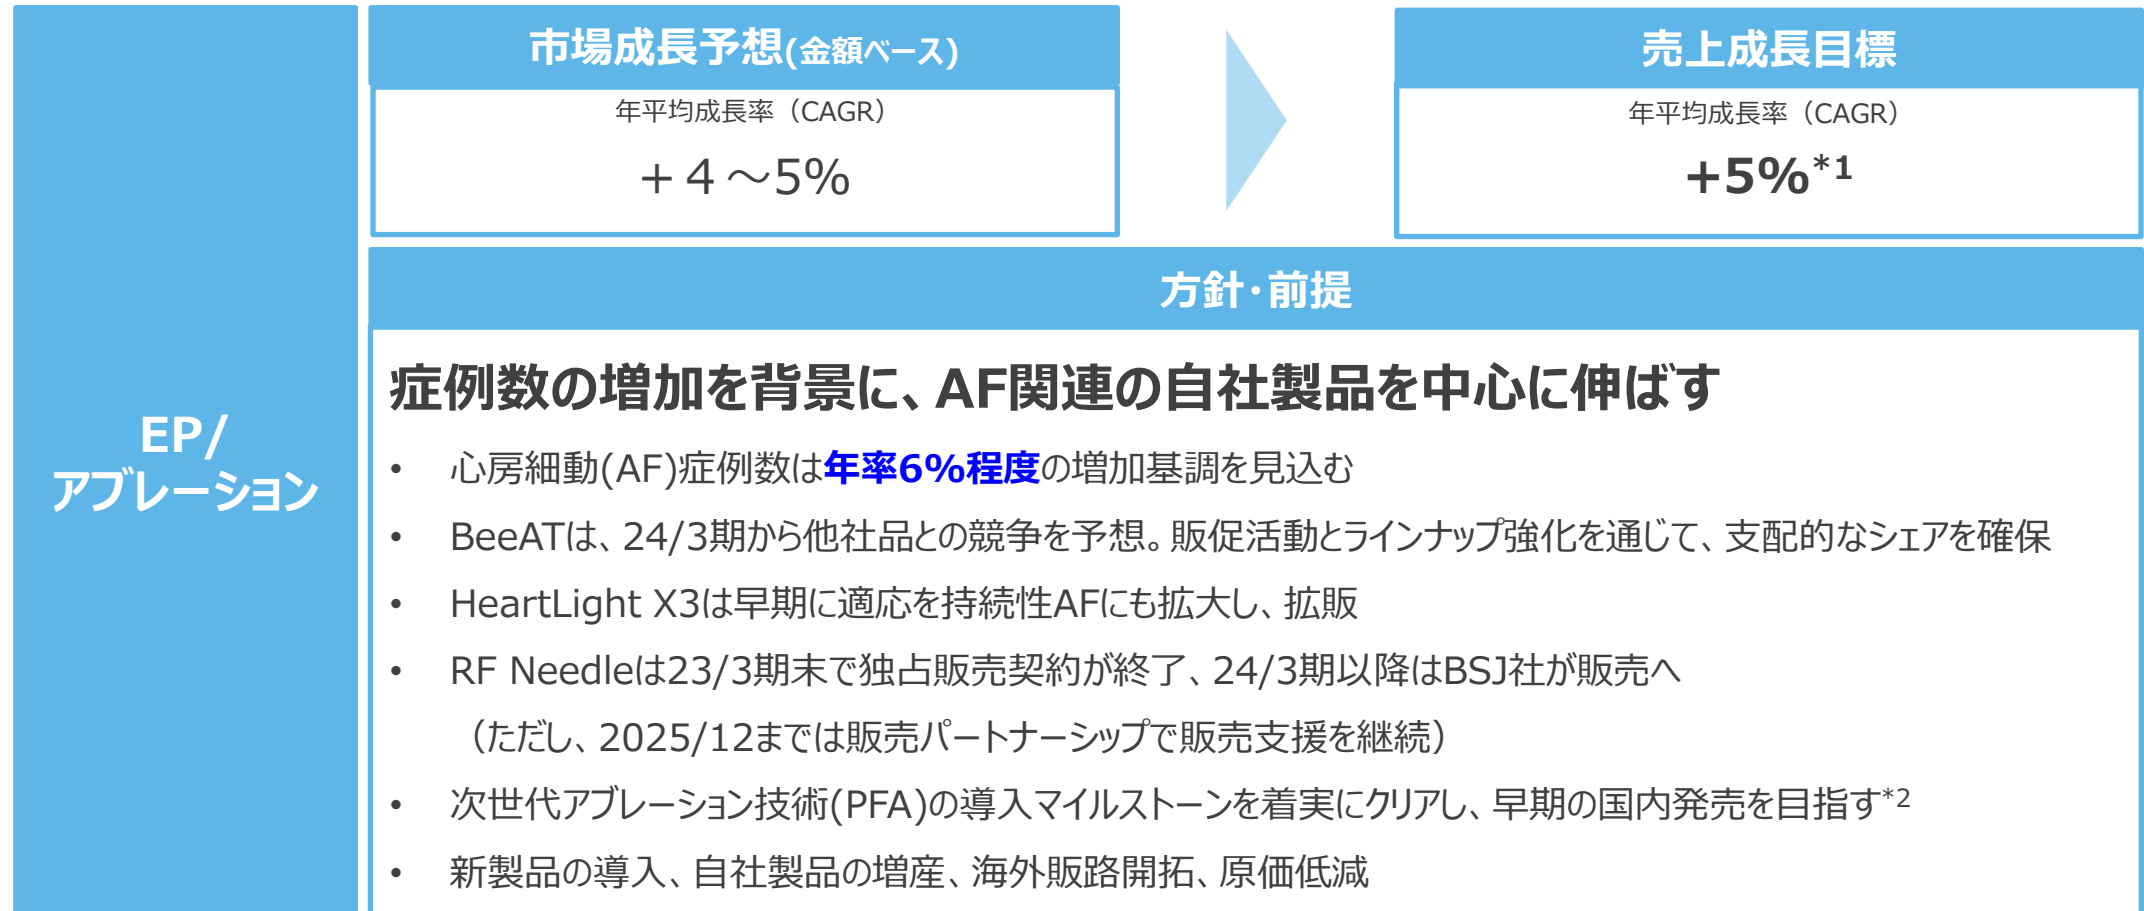 市場成長予想(金額ベース)
年平均成長率（CAGR）
＋４～5%
売上成長目標
年平均成長率（CAGR）
+5%*1
EP/
アブレーション
方針・前提
症例数の増加を背景に、AF関連の自社製品を中心に伸ばす
• 心房細動(AF)症例数は年率6%程度の増加基調を見込む
• BeeATは、24/3期から他社品との競争を予想。販促活動とラインナップ強化を通じて、支配的なシェアを確保
• HeartLight X3は早期に適応を持続性AFにも拡大し、拡販
• RF Needleは23/3期末で独占販売契約が終了、24/3期以降はBSJ社が販売へ
（ただし、2025/12までは販売パートナーシップで販売支援を継続）
• 次世代アブレーション技術(PFA)の導入マイルストーンを着実にクリアし、早期の国内発売を目指す*2
• 新製品の導入、自社製品の増産、海外販路開拓、原価低減